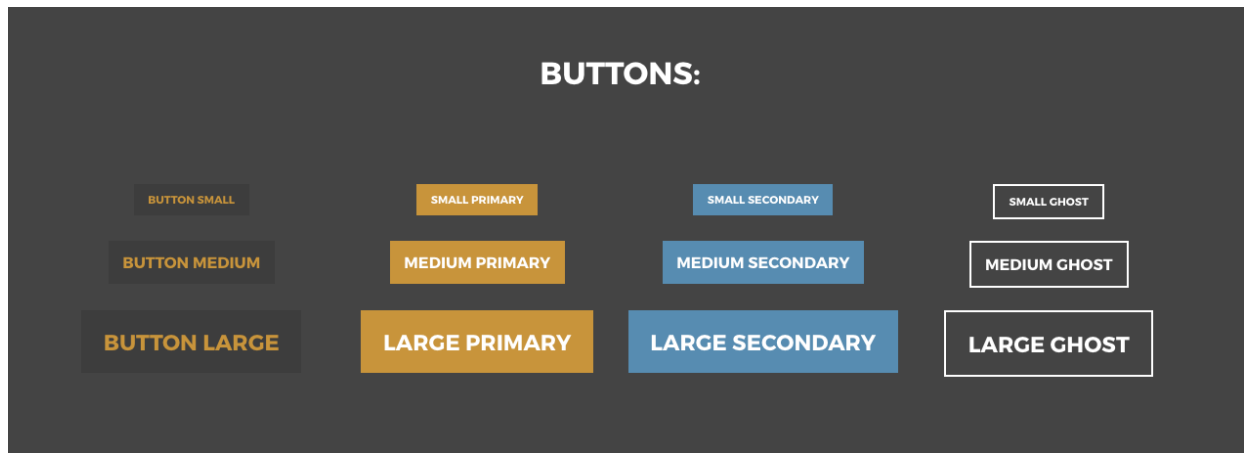 BUTTONS:
BUTTON SMALL
SMALL PRIMARY
SMALL SECONDARY
SMALL GHOST
BUTTON MEDIUM
MEDIUM PRIMARY
MEDIUM SECONDARY
MEDIUM GHOST
BUTTON LARGE
LARGE PRIMARY
LARGE SECONDARY
LARGE GHOST